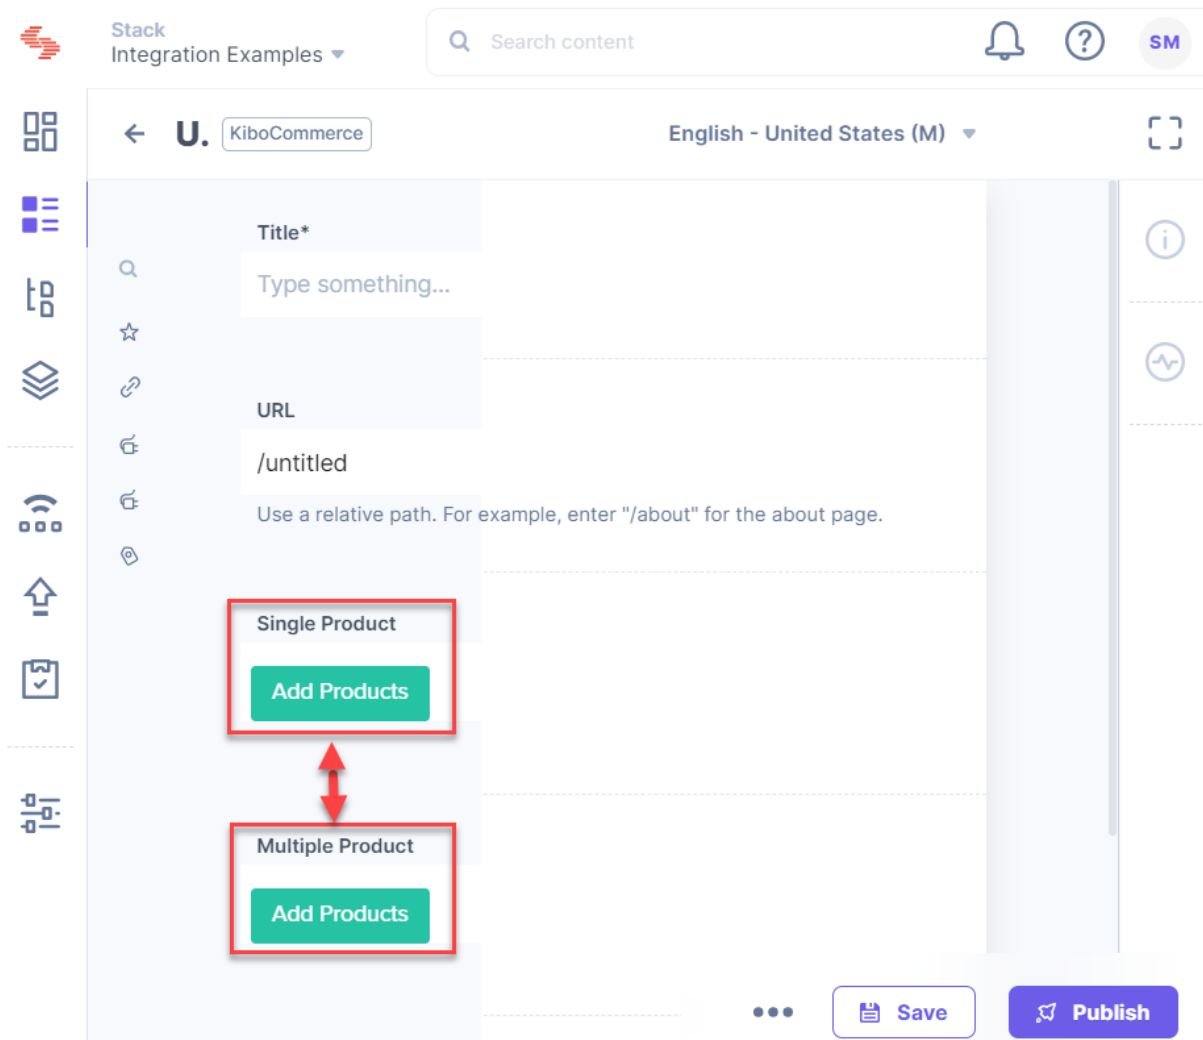 Stack
Integration Examples
Search content
SM
U.
KiboCommerce
English - United States (M)
Title*
Type something...
URL
/untitled
Use a relative path. For example, enter "/about" for the about page.
Single Product
Add Products
Multiple Product
Add Products
Save
Publish